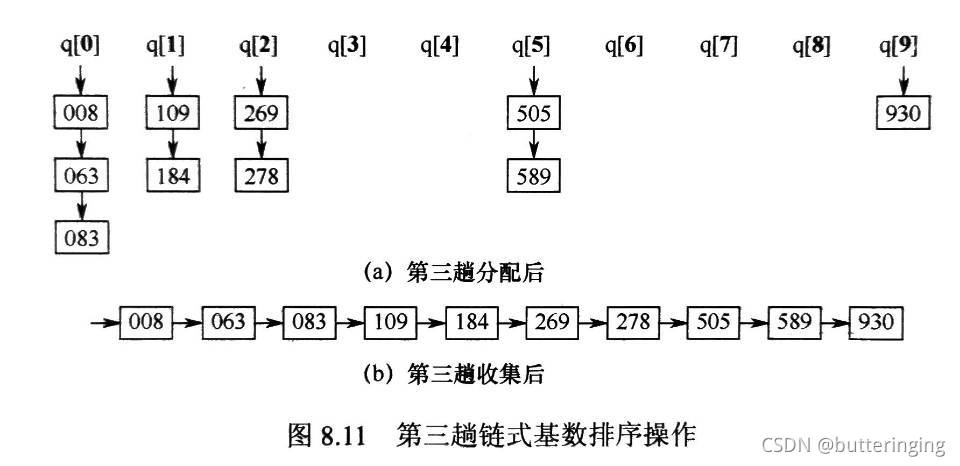 q[0] q[1] q[2] q[3] q[4] q[5] q[6] q[7] q[8] q[9]
008 109 269 505 930
063 184 278 589
083
(a) 第三趟分配后
008 063 083 109 184 269 278 505 589 930
(b) 第三趟收集后
图 8.11 第三趟链式基数排序操作
CSDN @butteringing